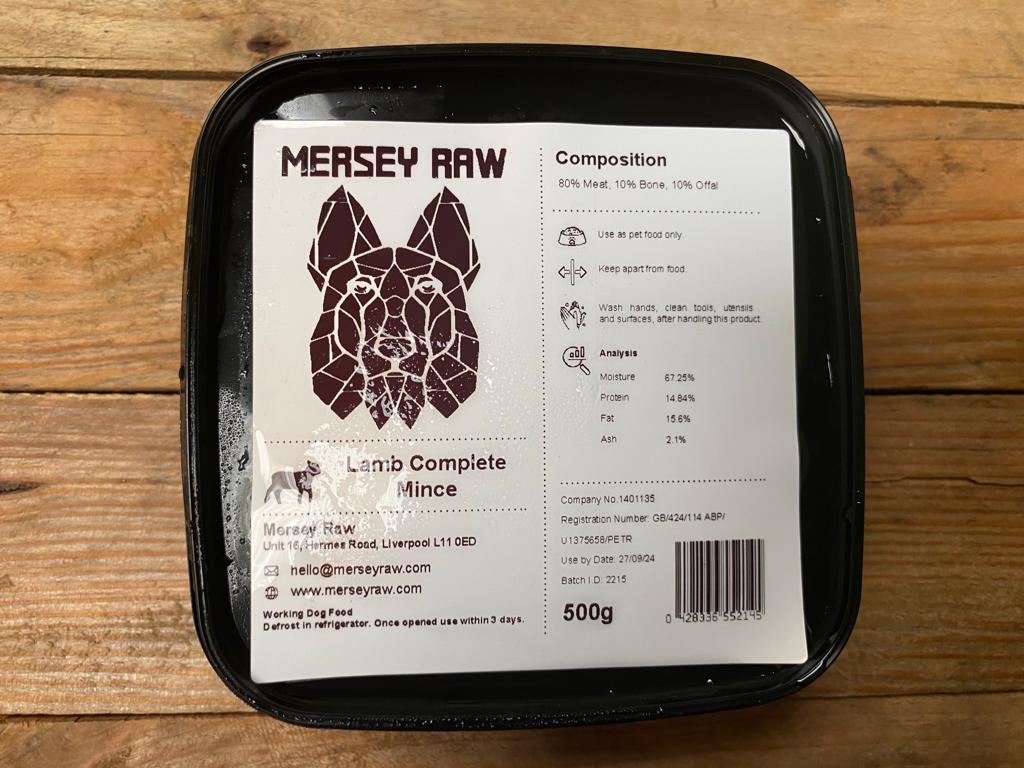 MERSEY RAW
Lamb Complete
Mince
Mersey Raw
Unit 16, Hermes Road, Liverpool L11 0ED
hello@merseyraw.com
www.merseyraw.com
Working Dog Food
Defrost in refrigerator. Once opened use within 3 days.
Composition
80% Meat, 10% Bone, 10% Offal
Use as pet food only.
Keep apart from food.
Wash hands, clean tools, utensils
and surfaces, after handling this product.
Analysis
Moisture 67.25%
Protein 14.84%
Fat 15.6%
Ash 2.1%
Company No.1401135
Registration Number: GB/424/114 ABP/
U1375658/PETR
Use by Date: 27/09/24
Batch I.D: 2215
500g
0 428336 552145